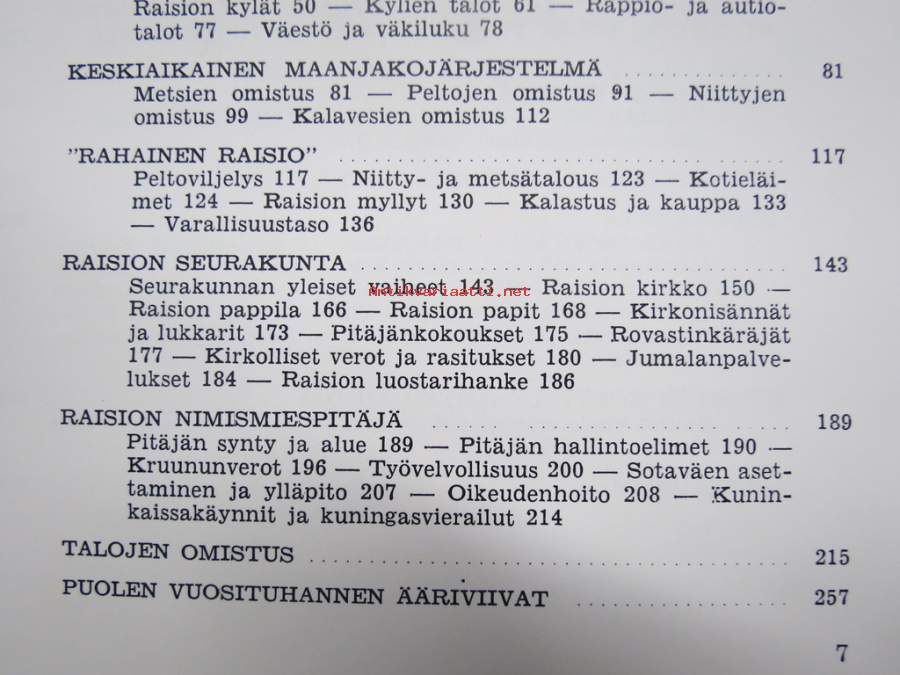 Raision kylät 50 — Kylien talot 61 — Rappio- ja autio-
talot 77 — Väestö ja väkiluku 78
KESKIAIKAINEN MAANJAKOJÄRJESTELMÄ .............. 81
Metsien omistus 81 — Peltojen omistus 91 — Niittyjen
omistus 99 — Kalavesien omistus 112
"RAHAINEN RAISIO" .............. 117
Peltoviljelys 117 — Niitty- ja metsätalous 123 — Kotieläi-
met 124 — Raision myllyt 130 — Kalastus ja kauppa 133
— Varallisuustaso 136
RAISION SEURAKUNTA .............. 143
Seurakunnan yleiset vaiheet 143 — Raision kirkko 150 —
antikvariaatti.net
Raision pappila 166 — Raision papit 168 — Kirkonisännät
ja lukkarit 173 — Pitäjänkokoukset 175 — Rovastinkäräjät
177 — Kirkolliset verot ja rasitukset 180 — Jumalanpalve-
lukset 184 — Raision luostarihanke 186
RAISION NIMISMIESPITÄJÄ .............. 189
Pitäjän synty ja alue 189 — Pitäjän hallintoelimet 190 —
Kruununverot 196 — Työvelvollisuus 200 — Sotaväen aset-
taminen ja ylläpito 207 — Oikeudenhoito 208 — Kunin-
kaissakäynnit ja kuningasvierailut 214
TALOJEN OMISTUS .............. 215
PUOLEN VUOSITUHANNEN ÄÄRIVIIVAT .............. 257
7